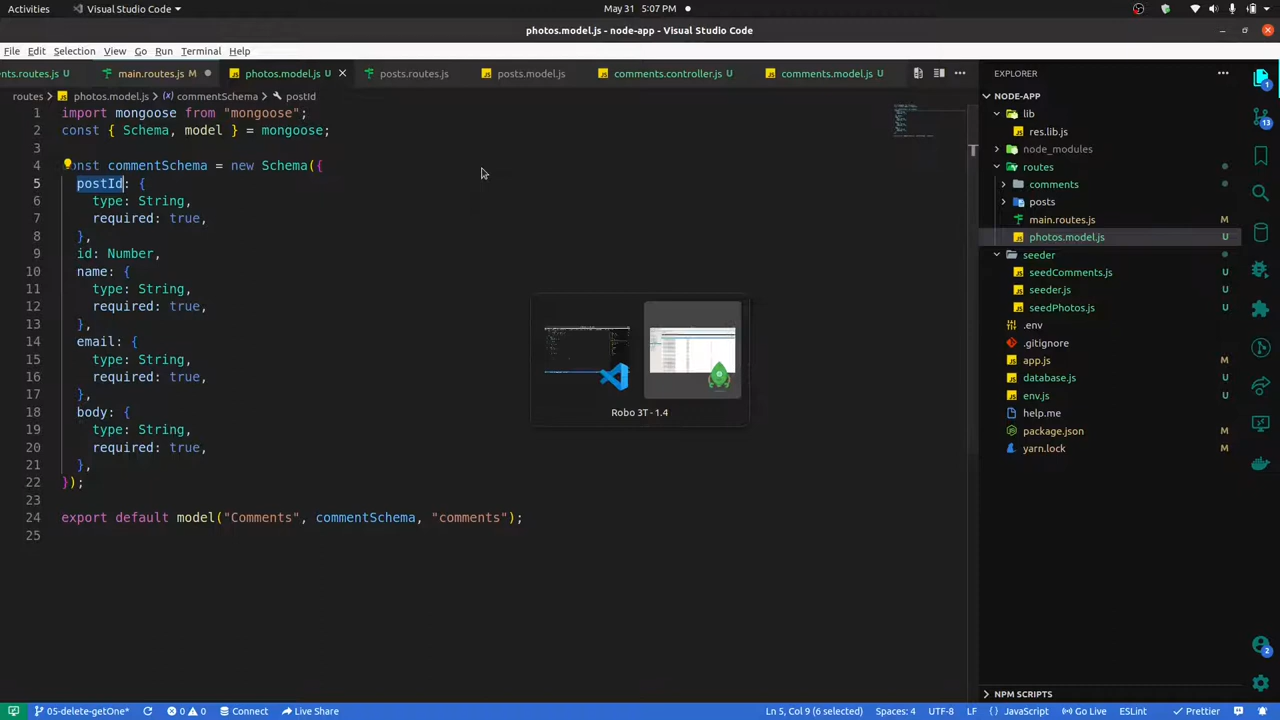 Activities
Visual Studio Code
May 31 5:07 PM
photos.model.js - node-app - Visual Studio Code
File Edit Selection View Go Run Terminal Help
nts.routes.js U
main.routes.js M
photos.model.js U
posts.routes.js
posts.model.js
comments.controller.js U
comments.model.js U
EXPLORER
routes > photos.model.js > commentSchema > postId
NODE-APP
1 import mongoose from "mongoose";
2 const { Schema, model } = mongoose;
3
4 onst commentSchema = new Schema({
5 postId: {
6 type: String,
7 required: true,
8 },
9 id: Number,
10 name: {
11 type: String,
12 required: true,
13 },
14 email: {
15 type: String,
16 required: true,
17 },
18 body: {
19 type: String,
20 required: true,
21 },
22 });
23
24 export default model("Comments", commentSchema, "comments");
25
Robo 3T - 1.4
lib
res.lib.js
node_modules
routes
comments
posts
main.routes.js M
photos.model.js U
seeder
seedComments.js U
seeder.js U
seedPhotos.js U
.env
.gitignore
app.js M
database.js U
env.js U
help.me
package.json M
yarn.lock M
NPM SCRIPTS
1
13
2
1
05-delete-getOne*
0 0
Connect
Live Share
Ln 5, Col 9 (6 selected)
Spaces: 4
UTF-8
LF
JavaScript
Go Live
ESLint
Prettier